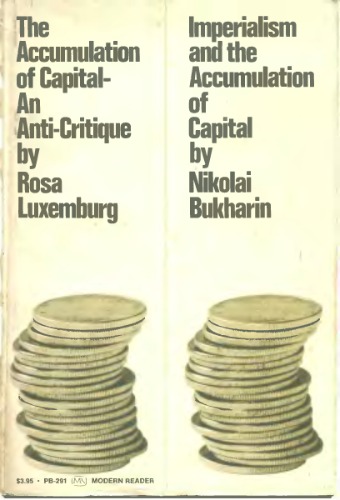 The
Accumulation
of Capital-
An
Anti-Critique
by
Rosa
Luxemburg
Imperialism
and the
Accumulation
of
Capital
by
Nikolai
Bukharin
$3.95 • PB-291 MR MODERN READER